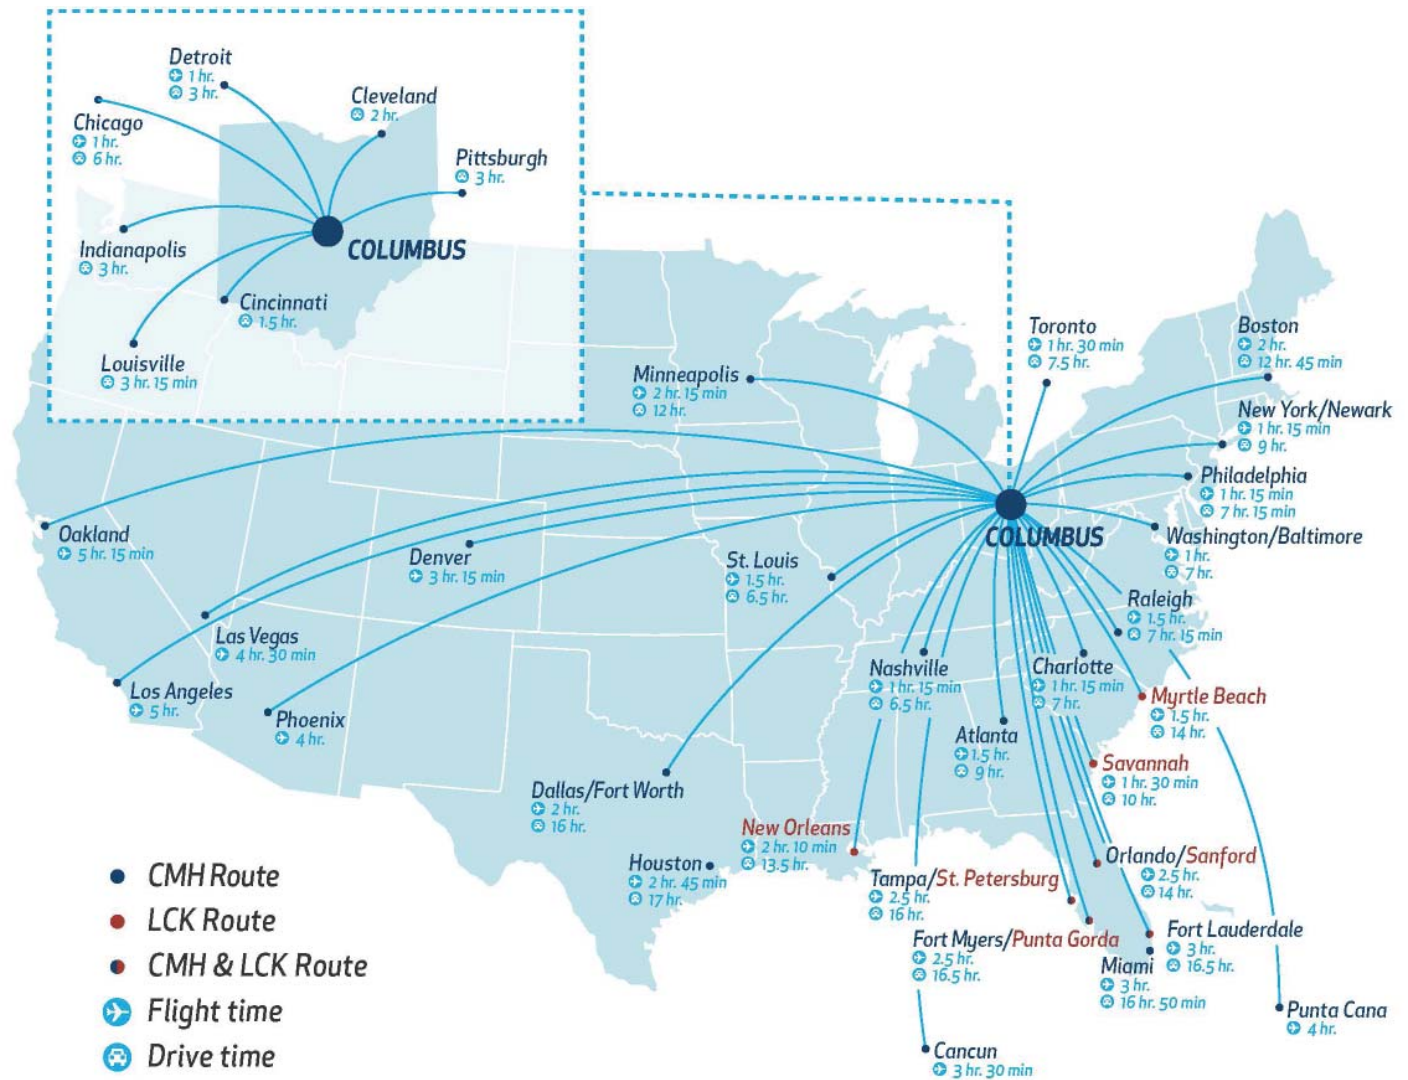 Detroit
1 hr.
3 hr.
Cleveland
2 hr.
Chicago
1 hr.
6 hr.
Pittsburgh
3 hr.
Indianapolis
3 hr.
COLUMBUS
Cincinnati
1.5 hr.
Louisville
3 hr. 15 min
Minneapolis
2 hr. 15 min
12 hr.
Toronto
1 hr. 30 min
7.5 hr.
Boston
2 hr.
12 hr. 45 min
New York/Newark
1 hr. 15 min
9 hr.
Philadelphia
1 hr. 15 min
7 hr. 15 min
COLUMBUS
Washington/Baltimore
1 hr.
7 hr.
Oakland
5 hr. 15 min
Denver
3 hr. 15 min
St. Louis
1.5 hr.
6.5 hr.
Raleigh
1.5 hr.
7 hr. 15 min
Las Vegas
4 hr. 30 min
Los Angeles
5 hr.
Phoenix
4 hr.
Nashville
1 hr. 15 min
6.5 hr.
Charlotte
1 hr. 15 min
7 hr.
Myrtle Beach
1.5 hr.
14 hr.
Atlanta
1.5 hr.
9 hr.
Savannah
1 hr. 30 min
10 hr.
Dallas/Fort Worth
2 hr.
16 hr.
New Orleans
2 hr. 10 min
13.5 hr.
Houston
2 hr. 45 min
17 hr.
Orlando/Sanford
2.5 hr.
14 hr.
Tampa/St. Petersburg
2.5 hr.
16 hr.
Fort Myers/Punta Gorda
2.5 hr.
16.5 hr.
Fort Lauderdale
3 hr.
16.5 hr.
Miami
3 hr.
16 hr. 50 min
Punta Cana
4 hr.
Cancun
3 hr. 30 min
CMH Route
LCK Route
CMH & LCK Route
Flight time
Drive time